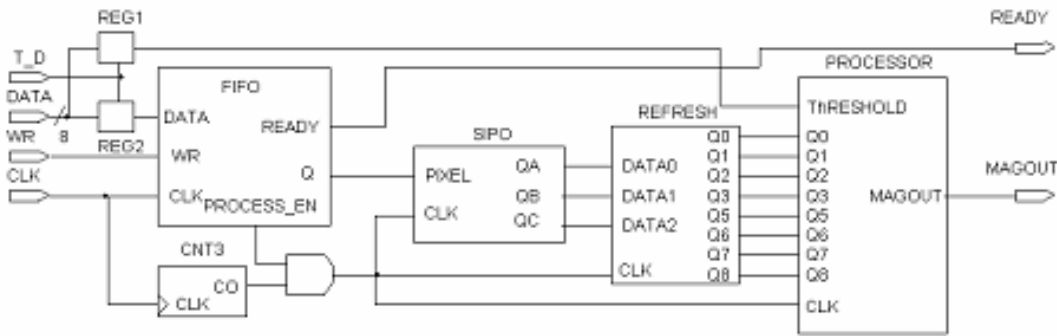 REG1
READY
T_D
PROCESSOR
DATA
FIFO
8
DATA
READY
ThRESHOLD
REFRESH
WR
REG2
SIPO
Q0
Q0
WR
Q1
Q1
CLK
Q
PIXEL
QA
DATA0
Q2
Q2
MAGOUT
CLK
QB
DATA1
Q3
Q3
MAGOUT
PROCESS_EN
CLK
QC
DATA2
Q5
Q5
Q6
Q6
CNT3
Q7
Q7
CO
CLK
Q8
Q8
CLK
CLK